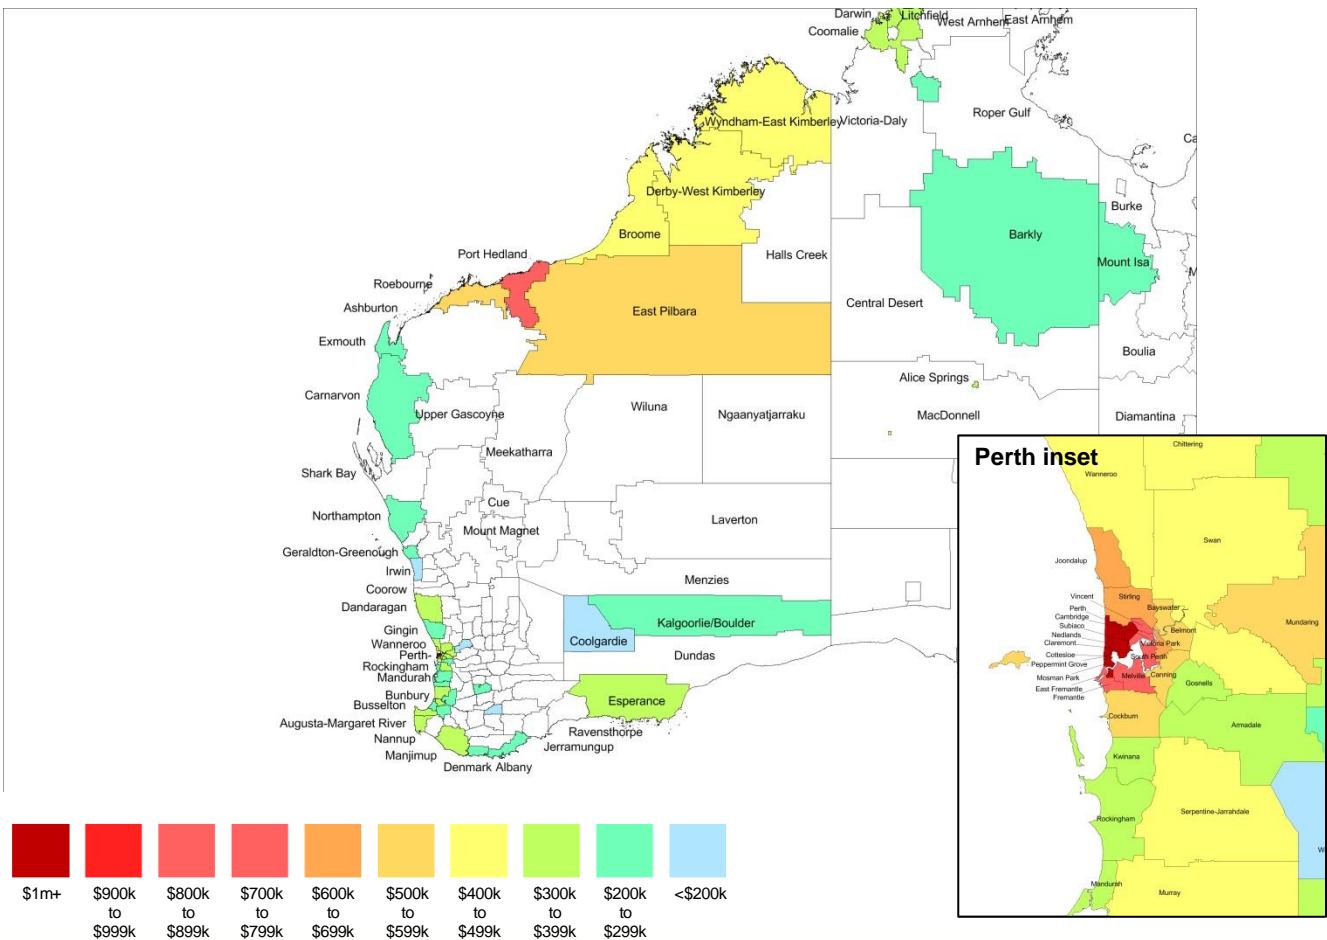 Darwin
Litchfield
West Arnhem
East Arnhem
Coomalie
Wyndham-East Kimberley
Victoria-Daly
Roper Gulf
Ca
Derby-West Kimberley
Burke
Broome
Barkly
Port Hedland
Halls Creek
Mount Isa
M
Roebourne
Ashburton
East Pilbara
Central Desert
Exmouth
Boulia
Alice Springs
Carnarvon
Upper Gascoyne
Wiluna
Ngaanyatjarraku
MacDonnell
Diamantina
Meekatharra
Shark Bay
Cue
Northampton
Mount Magnet
Laverton
Geraldton-Greenough
Irwin
Menzies
Coorow
Dandaragan
Gingin
Kalgoorlie/Boulder
Wanneroo
Coolgardie
Perth-
Dundas
Rockingham
Mandurah
Bunbury
Esperance
Busselton
Augusta-Margaret River
Ravensthorpe
Nannup
Jerramungup
Manjimup
Denmark Albany
Perth inset
Chittering
Wanneroo
Swan
Joondalup
Vincent
Stirling
Perth
Bayswater
Cambridge
Mundaring
Subiaco
Belmont
Nedlands
Claremont
Victoria Park
Cottesloe
South Perth
Peppermint Grove
Mosman Park
Melville
Canning
East Fremantle
Gosnells
Fremantle
Cockburn
Armadale
Kwinana
Serpentine-Jarrahdale
Rockingham
W
Mandurah
Murray
$1m+
$900k
to
$999k
$800k
to
$899k
$700k
to
$799k
$600k
to
$699k
$500k
to
$599k
$400k
to
$499k
$300k
to
$399k
$200k
to
$299k
<$200k